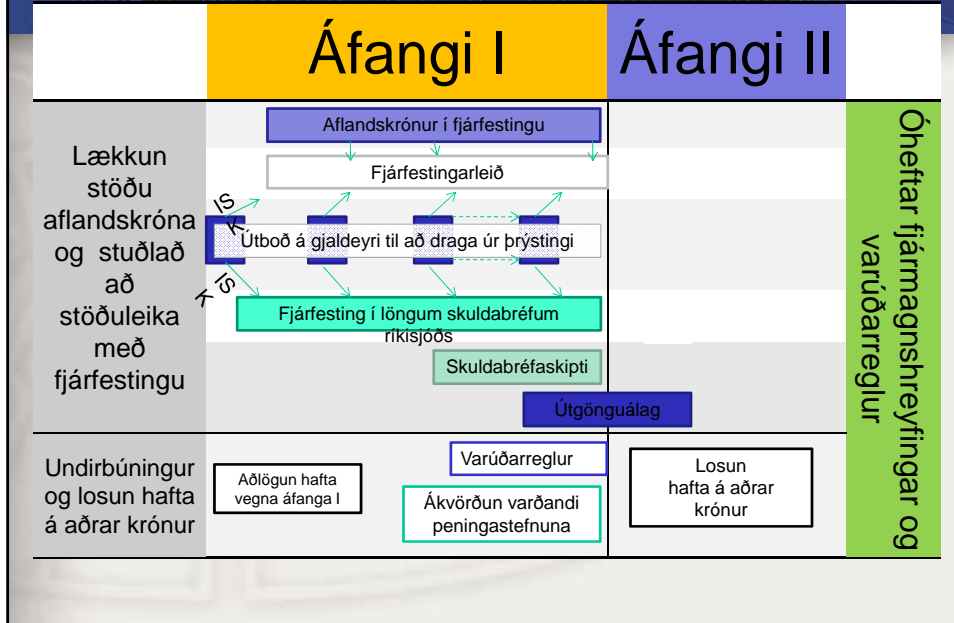 Áfangi I
Áfangi II
Lækkun
stöðu
aflandskróna
og stuðlað
að
stöðuleika
með
fjárfestingu
Aflandskrónur í fjárfestingu
Fjárfestingarleið
IS
K
Útboð á gjaldeyri til að draga úr þrýstingi
IS
K
Fjárfesting í löngum skuldabréfum
ríkisjóðs
Skuldabréfaskipti
Útgönguálag
Óheftar fjármagnshreyfingar og
varúðarreglur
Undirbúningur
og losun hafta
á aðrar krónur
Aðlögun hafta
vegna áfanga I
Varúðarreglur
Ákvörðun varðandi
peningastefnuna
Losun
hafta á aðrar
krónur